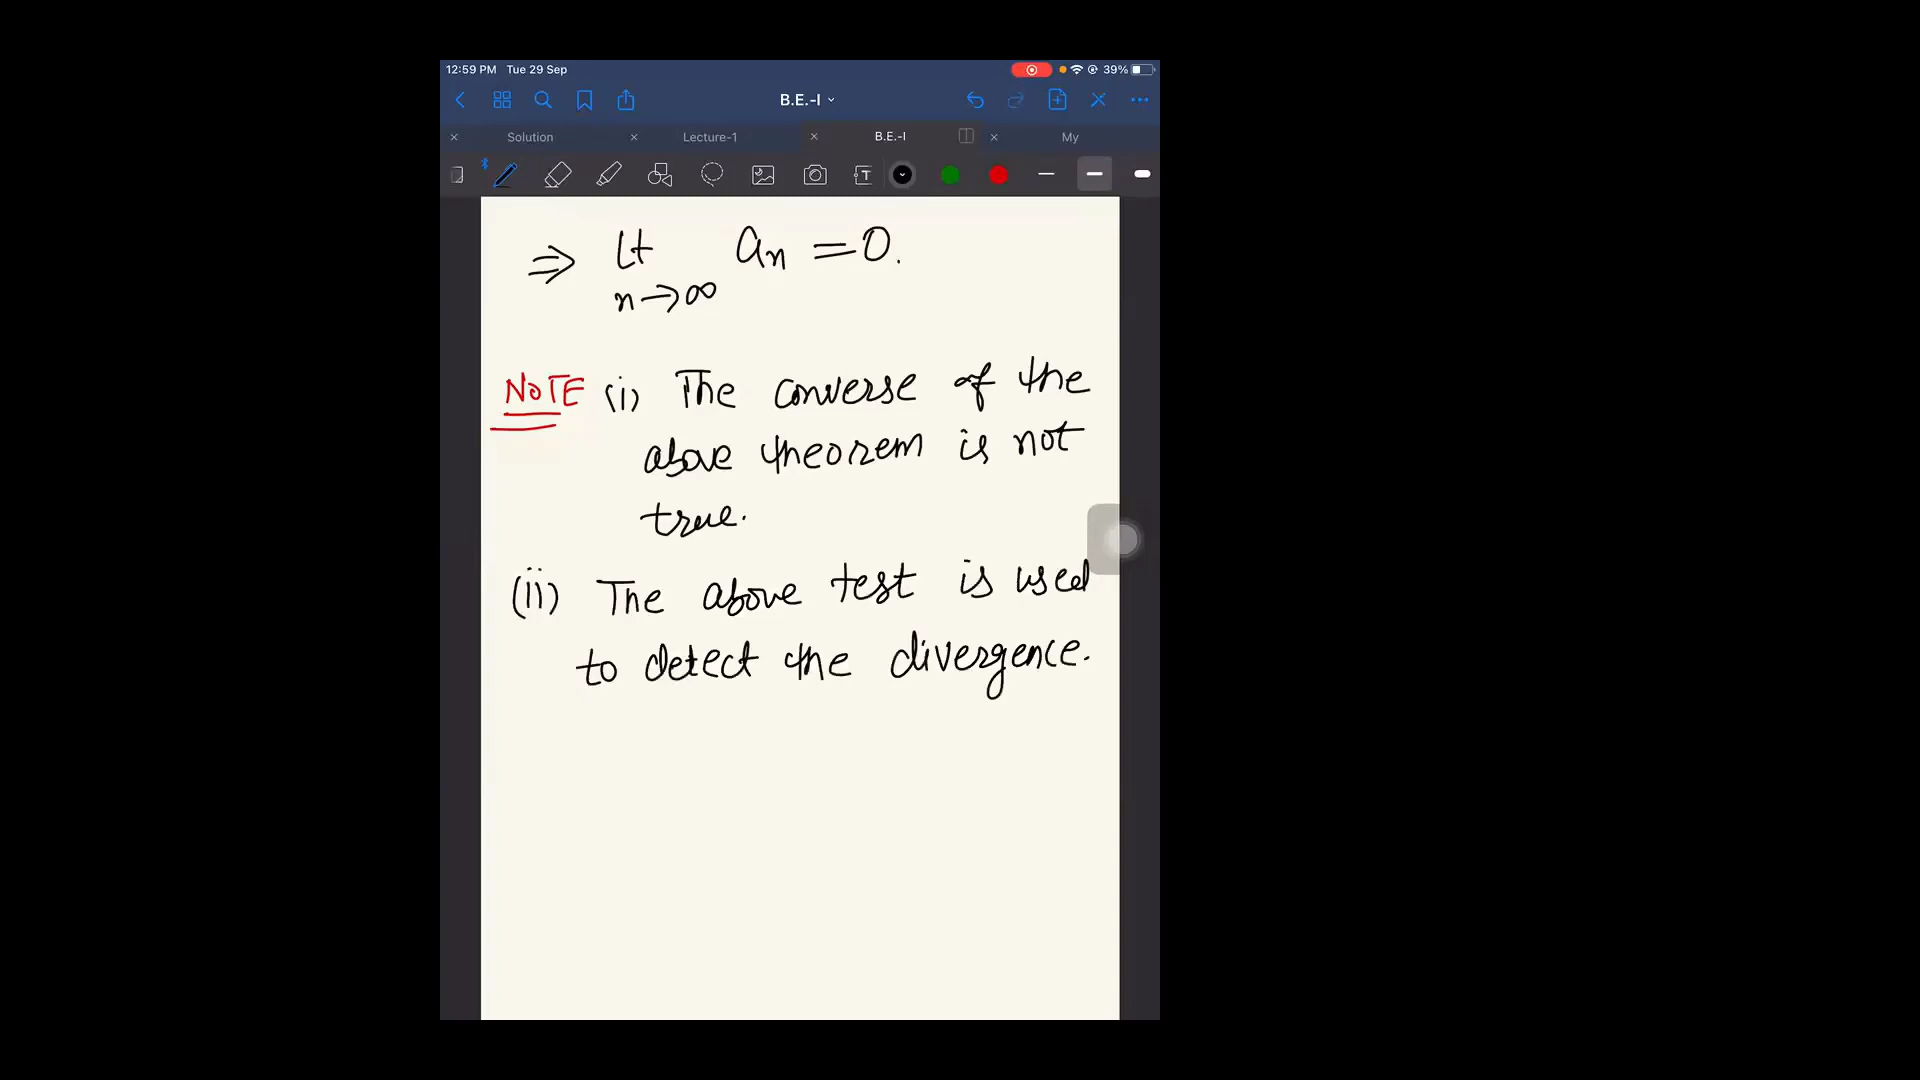 12:59 PM Tue 29 Sep 39%
B.E.-I
Solution Lecture-1 B.E.-I My
T
⇒ Lt an = 0.
n→∞
NOTE (i) The converse of the
above theorem is not
true.
(ii) The above test is used
to detect the divergence.